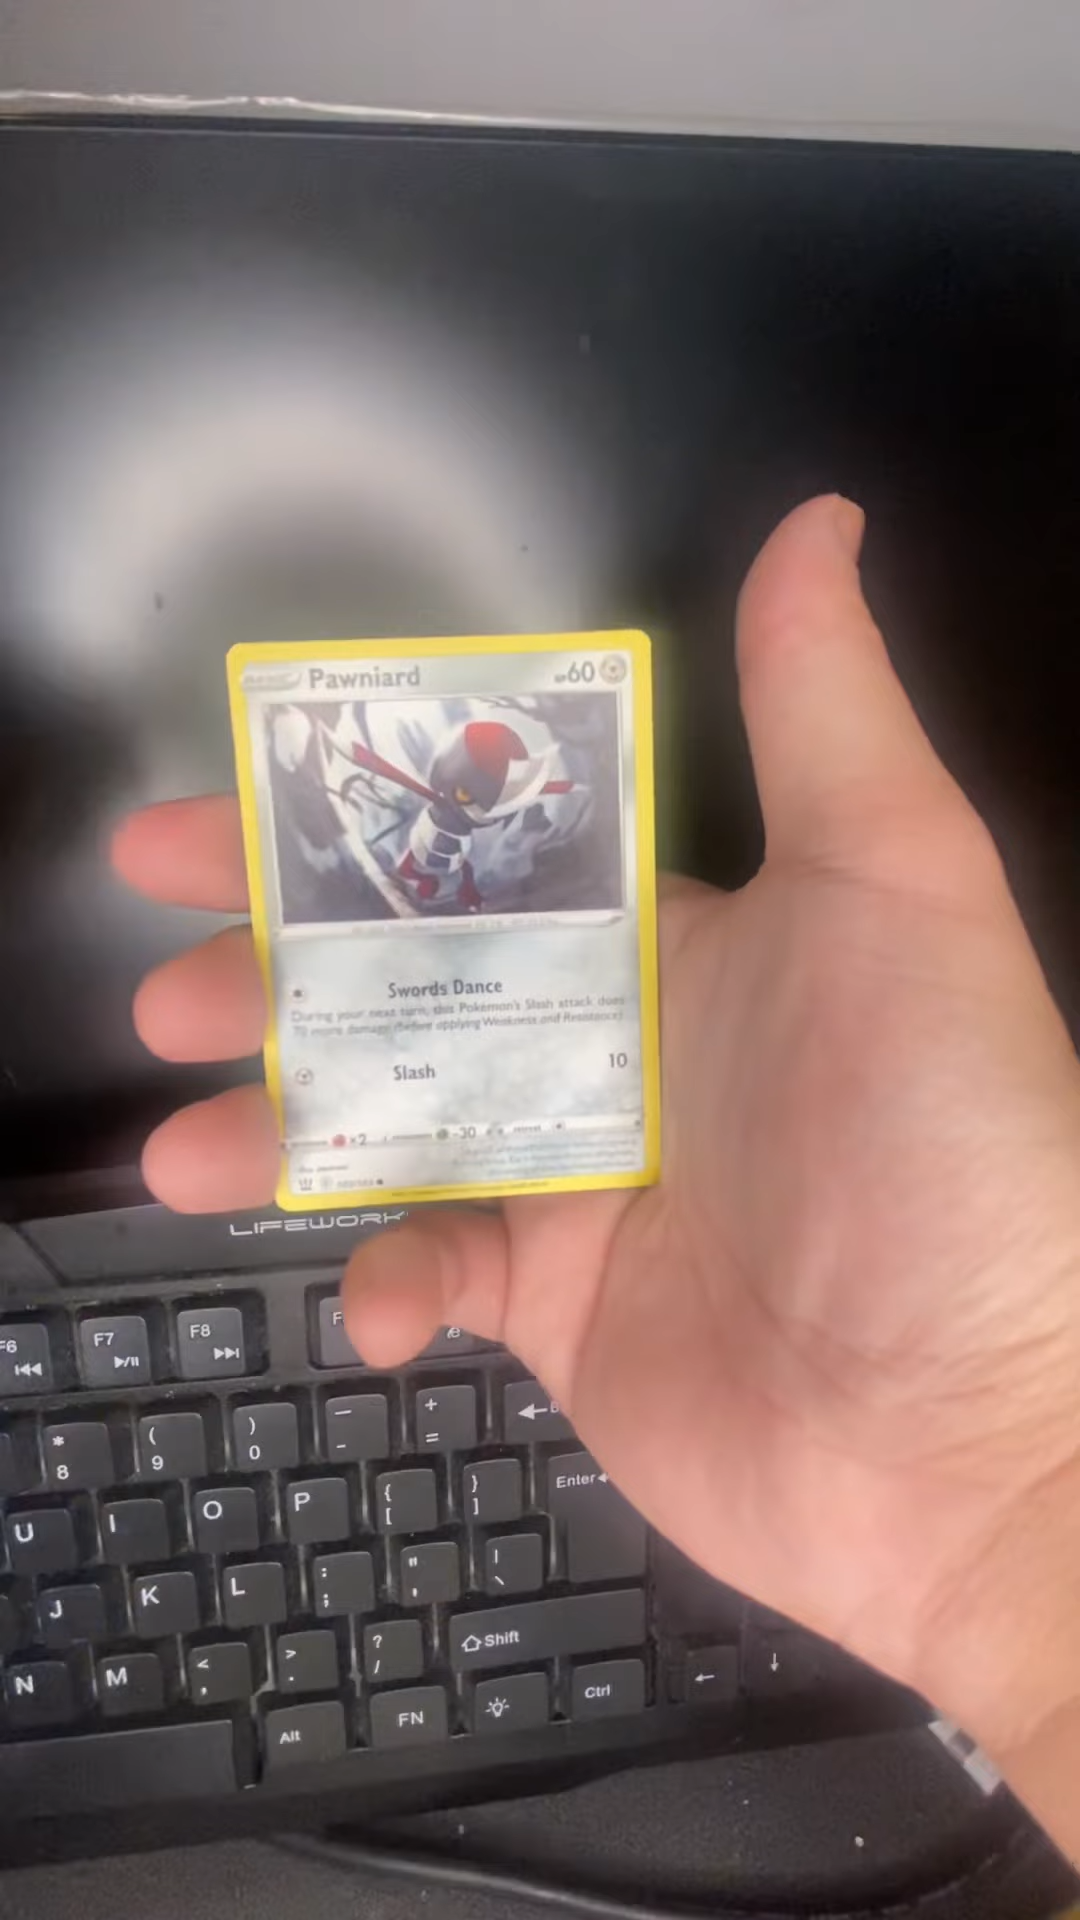 Pawniard
60
Swords Dance
During your next turn, this Pokémon's Slash attack does
70 more damage (before applying Weakness and Resistance).
Slash
10
×2
-30
LIFEWORK
F6
F7
F8
F
*
8
(
9
)
0
—
-
+
=
U
I
O
P
{
[
}
]
Enter
J
K
L
:
;
"
,
|
\
N
M
<
,
>
.
?
/
Shift
Alt
FN
Ctrl